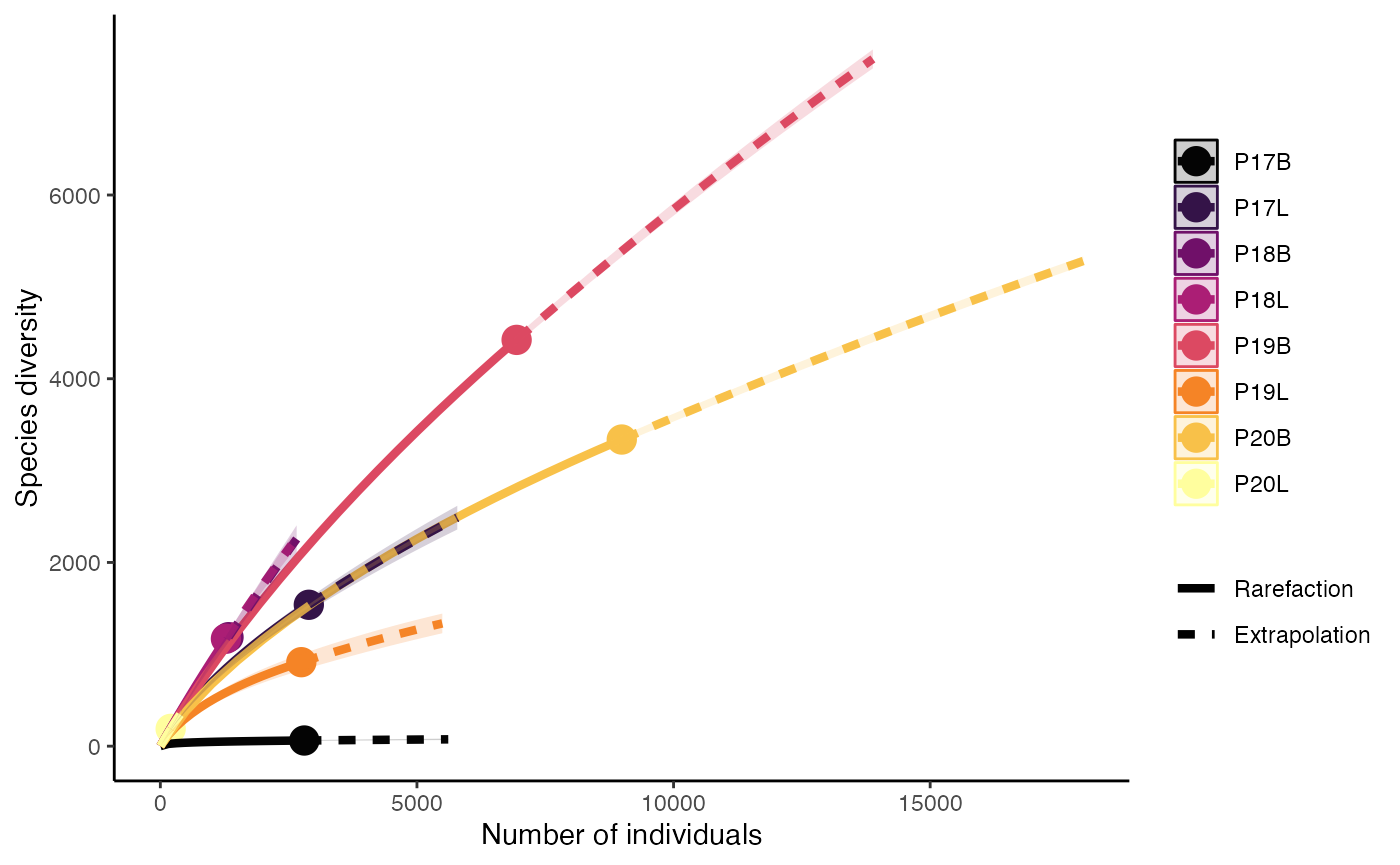 Species diversity
6000
4000
2000
0
0
5000
10000
15000
Number of individuals
P17B
P17L
P18B
P18L
P19B
P19L
P20B
P20L
Rarefaction
Extrapolation